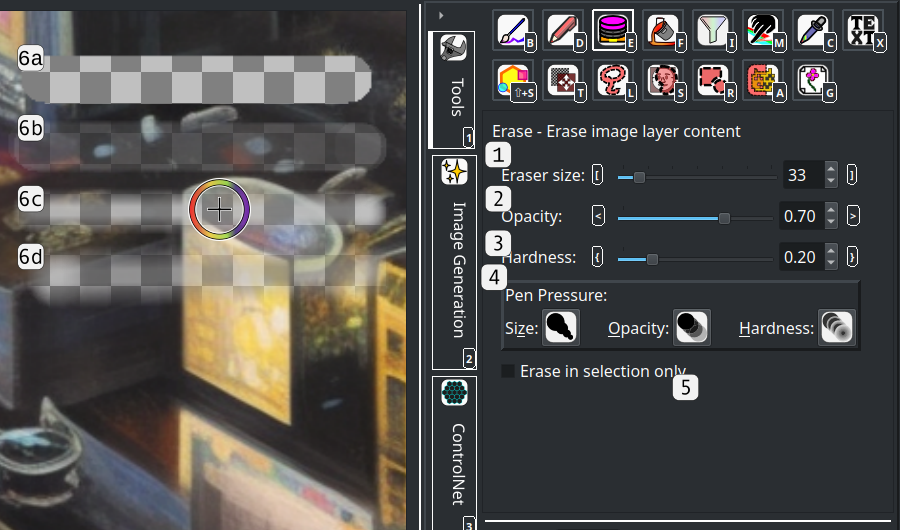 6a
6b
6c
6d
B
D
E
F
I
M
C
TEXT
X
⇧+S
T
L
S
R
A
G
Tools
1
Image Generation
2
ControlNet
3
Erase - Erase image layer content
1
Eraser size: [ 33 ]
2
Opacity: < 0.70 >
3
Hardness: { 0.20 }
4
Pen Pressure:
Size: Opacity: Hardness:
Erase in selection only
5